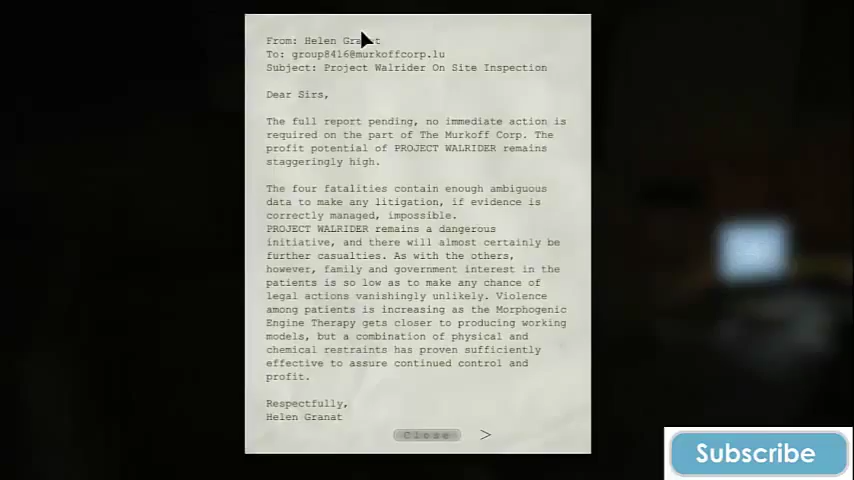 From: Helen Granat
To: group8416@murkoffcorp.lu
Subject: Project Walrider On Site Inspection
Dear Sirs,
The full report pending, no immediate action is
required on the part of The Murkoff Corp. The
profit potential of PROJECT WALRIDER remains
staggeringly high.
The four fatalities contain enough ambiguous
data to make any litigation, if evidence is
correctly managed, impossible.
PROJECT WALRIDER remains a dangerous
initiative, and there will almost certainly be
further casualties. As with the others,
however, family and government interest in the
patients is so low as to make any chance of
legal actions vanishingly unlikely. Violence
among patients is increasing as the Morphogenic
Engine Therapy gets closer to producing working
models, but a combination of physical and
chemical restraints has proven sufficiently
effective to assure continued control and
profit.
Respectfully,
Helen Granat
Close >
Subscribe